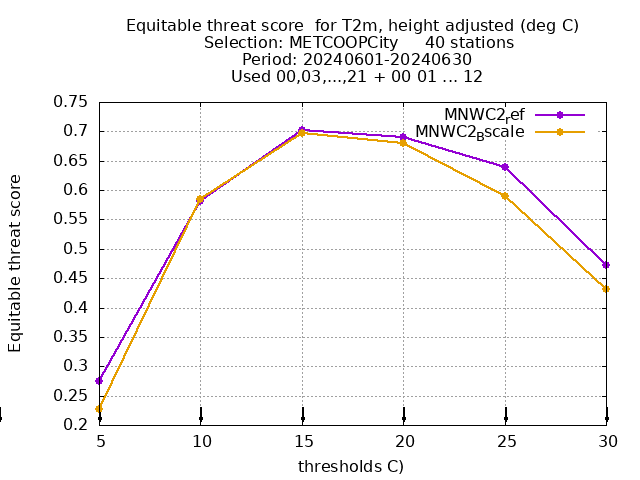 Equitable threat score for T2m, height adjusted (deg C)
Selection: METCOOPCity 40 stations
Period: 20240601-20240630
Used 00,03,...,21 + 00 01 ... 12
MNWC2ref
MNWC2Bscale
0.75
0.7
0.65
0.6
0.55
0.5
0.45
0.4
0.35
0.3
0.25
0.2
Equitable threat score
5 10 15 20 25 30
thresholds C)